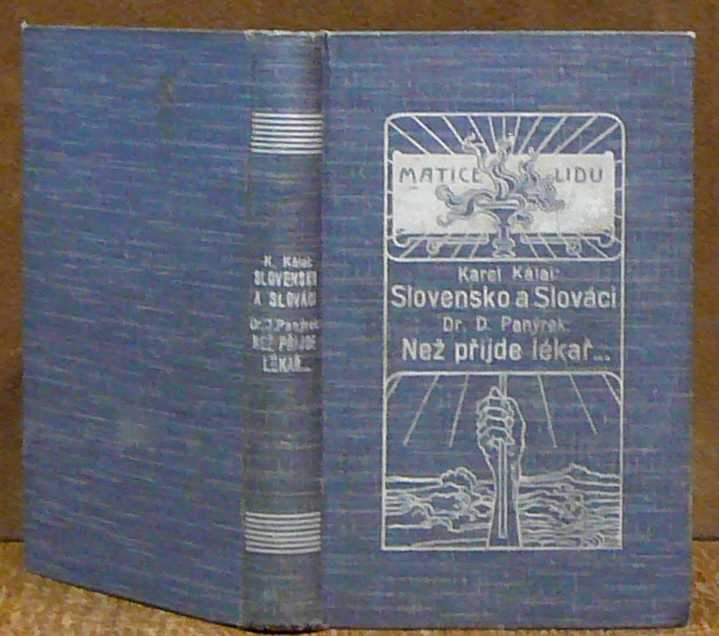 K. Kálal:
SLOVENSKO
A SLOVÁCI
Dr. D. Panýrek:
NEŽ PŘIJDE
LÉKAŘ...
MATICE LIDU
Karel Kálal:
Slovensko a Slováci
Dr. D. Panýrek:
Než přijde lékař...